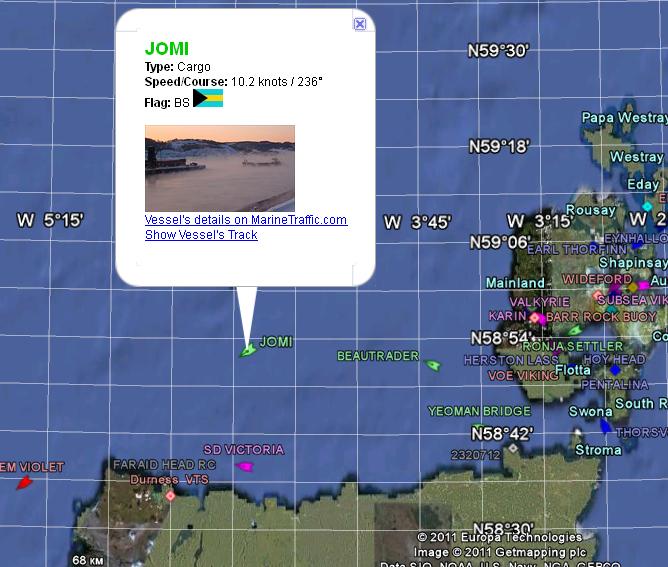 JOMI
Type: Cargo
Speed/Course: 10.2 knots / 236°
Flag: BS
Vessel's details on MarineTraffic.com
Show Vessel's Track
N59°30'
N59°18'
Papa Westray
Westray
Eday
E
Rousay
W 5°15'
W 3°45'
W 3°15'
W 2
N59°06'
EYNHALLO
EARL THORFINN
Shapinsay
Mainland
WIDEFORD
Au
VALKYRIE
SUBSEA VIK
KARIN
BARR ROCK BUOY
N58°54'
Co
JOMI
RONJA SETTLER
BEAUTRADER
HERSTON LASS
HOY HEAD
VOE VIKING
Flotta
PENTALINA
YEOMAN BRIDGE
Swona
South R
N58°42'
THORSV
SD VICTORIA
2320712
Stroma
EM VIOLET
FARAID HEAD RC
Durness VTS
N58°30'
68 км
© 2011 Europa Technologies
Image © 2011 Getmapping plc
Data SIO, NOAA, U.S. Navy, NGA, GEBCO